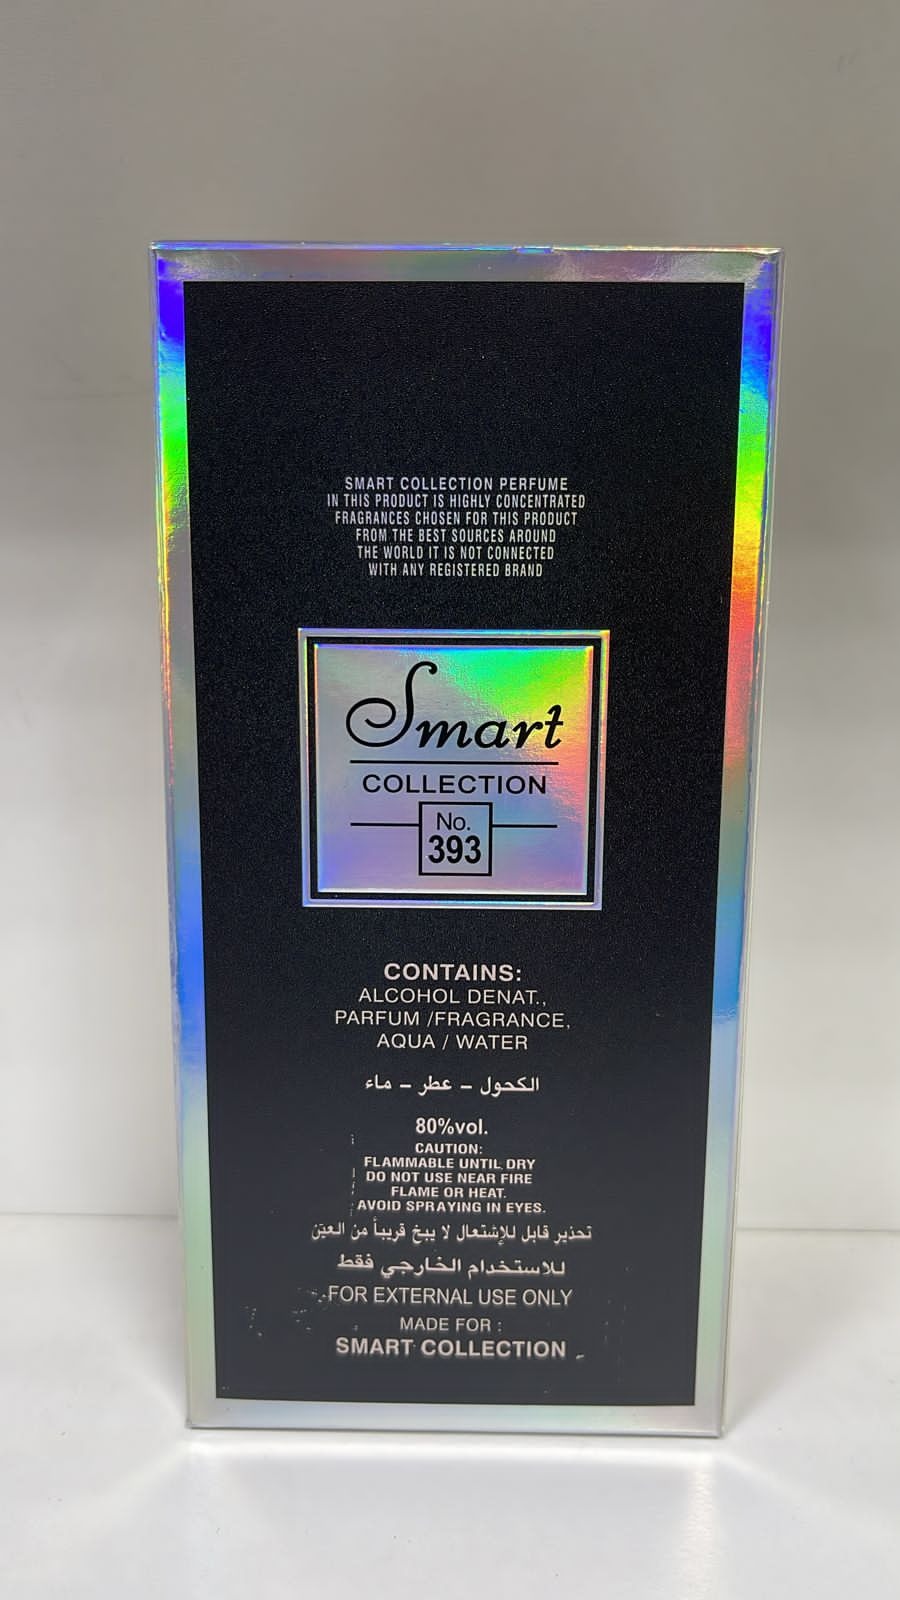 SMART COLLECTION PERFUME
IN THIS PRODUCT IS HIGHLY CONCENTRATED
FRAGRANCES CHOSEN FOR THIS PRODUCT
FROM THE BEST SOURCES AROUND
THE WORLD IT IS NOT CONNECTED
WITH ANY REGISTERED BRAND
Smart
COLLECTION
No.
393
CONTAINS:
ALCOHOL DENAT.,
PARFUM /FRAGRANCE,
AQUA / WATER
الكحول - عطر - ماء
80%vol.
CAUTION:
FLAMMABLE UNTIL DRY
DO NOT USE NEAR FIRE
FLAME OR HEAT.
AVOID SPRAYING IN EYES.
تحذير قابل للإشتعال لا يبخ قريباً من العين
للاستخدام الخارجي فقط
FOR EXTERNAL USE ONLY
MADE FOR :
SMART COLLECTION